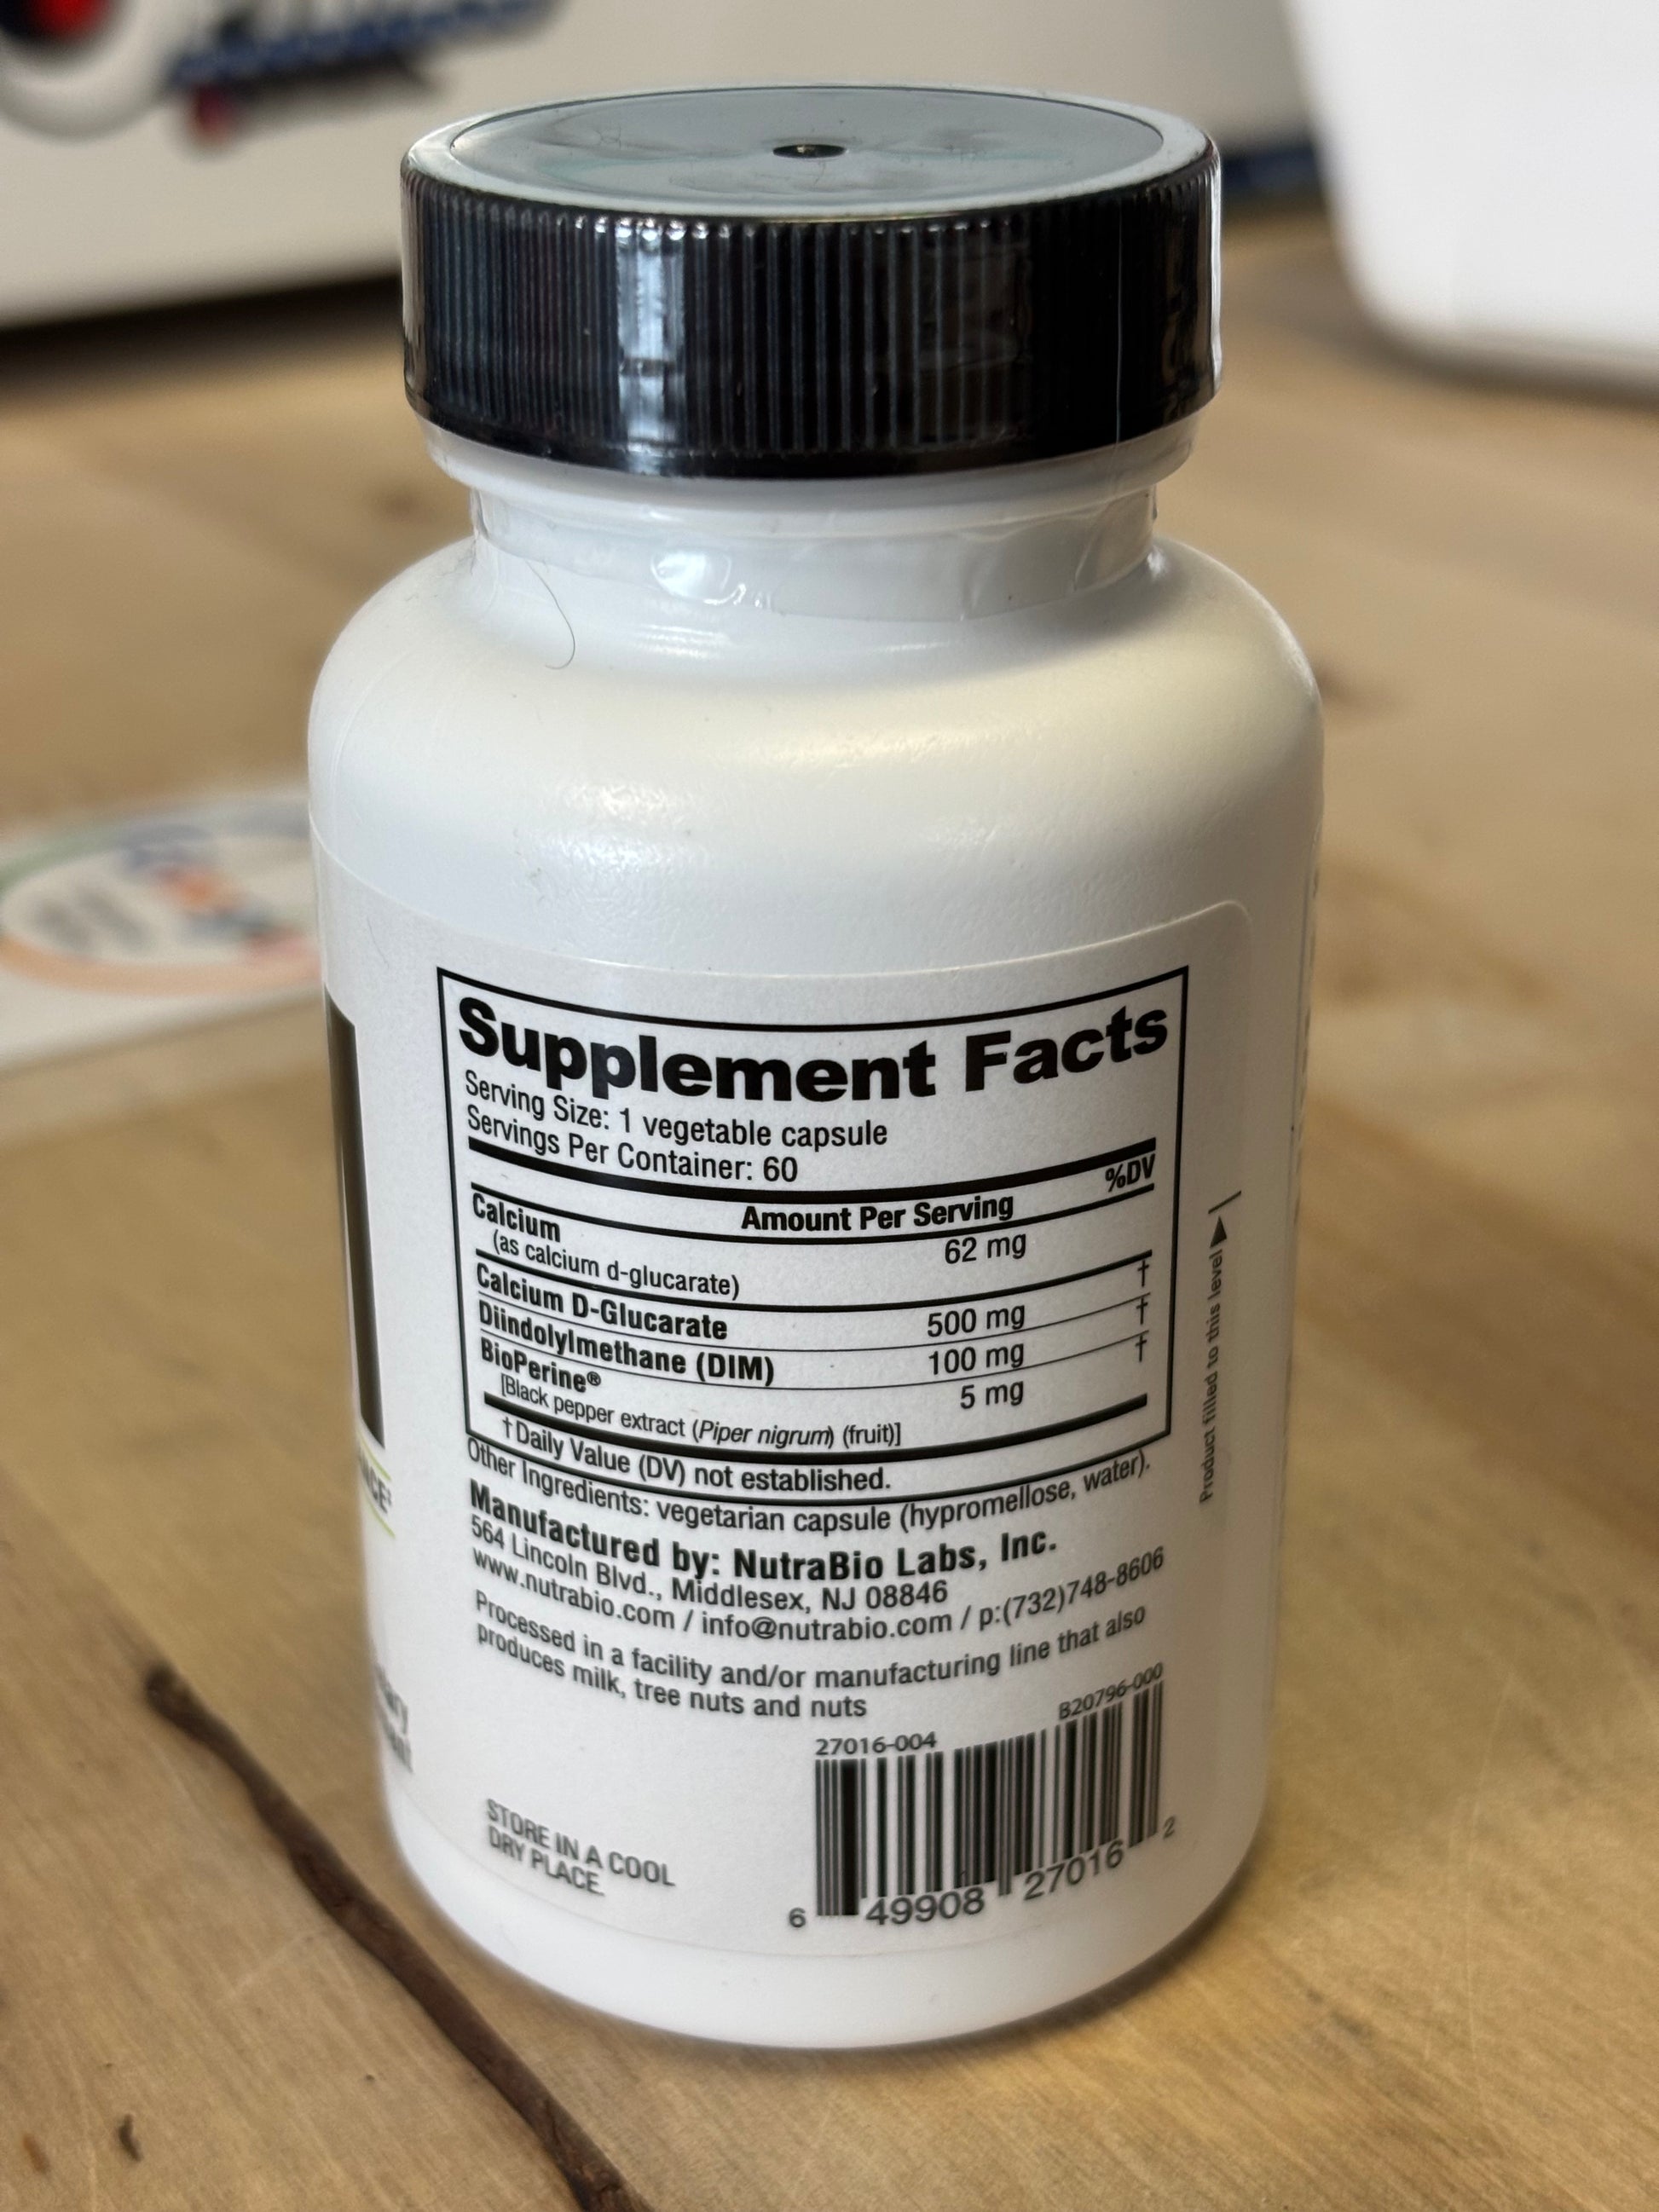 Supplement Facts
Serving Size: 1 vegetable capsule
Servings Per Container: 60
Amount Per Serving %DV
Calcium 62 mg
(as calcium d-glucarate)
Calcium D-Glucarate 500 mg †
Diindolylmethane (DIM) 100 mg †
BioPerine® 5 mg †
[Black pepper extract (Piper nigrum) (fruit)]
†Daily Value (DV) not established.
Other Ingredients: vegetarian capsule (hypromellose, water).
Manufactured by: NutraBio Labs, Inc.
564 Lincoln Blvd., Middlesex, NJ 08846
www.nutrabio.com / info@nutrabio.com / p:(732)748-8606
Processed in a facility and/or manufacturing line that also
produces milk, tree nuts and nuts
27016-004
B20796-000
STORE IN A COOL
DRY PLACE.
6 49908 27016 2
Product filled to this level